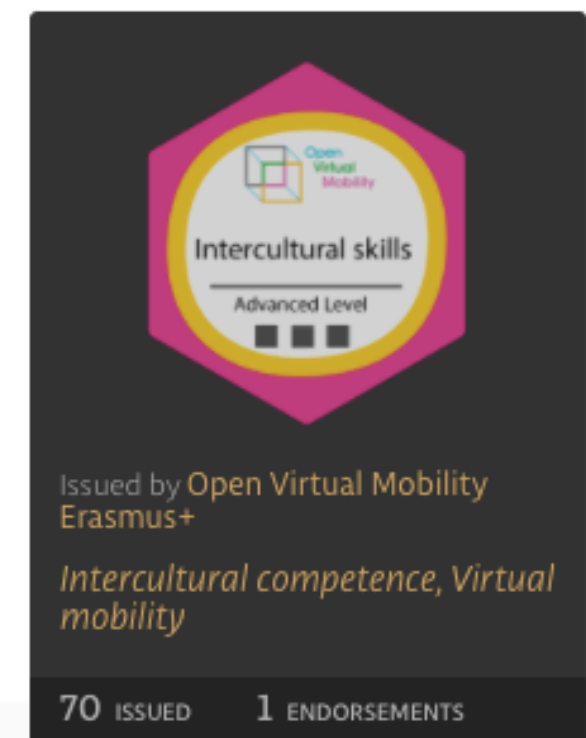 Open
Virtual
Mobility
Intercultural skills
Advanced Level
Issued by Open Virtual Mobility
Erasmus+
Intercultural competence, Virtual
mobility
70 ISSUED 1 ENDORSEMENTS